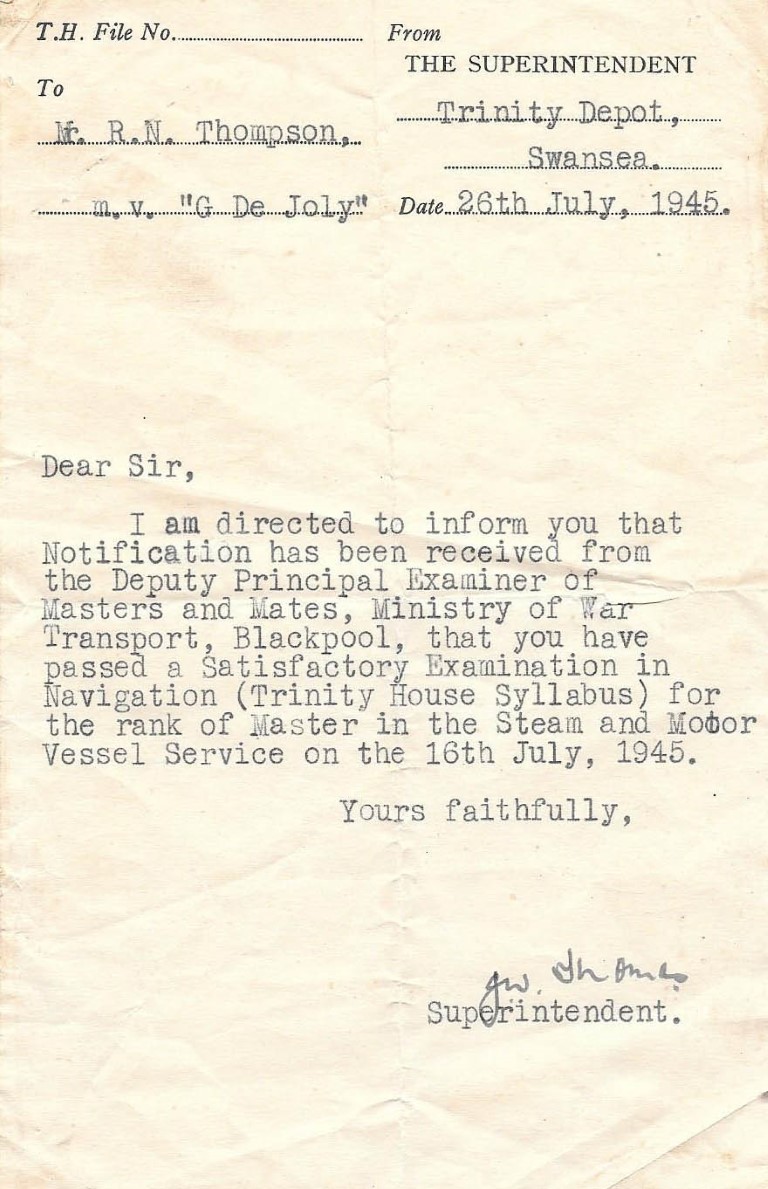 T.H. File No.
From
THE SUPERINTENDENT
To
Mr. R.N. Thompson,
Trinity Depot,
Swansea.
m.v. "G De Joly"
Date 26th July, 1945.
Dear Sir,
I am directed to inform you that
Notification has been received from
the Deputy Principal Examiner of
Masters and Mates, Ministry of War
Transport, Blackpool, that you have
passed a Satisfactory Examination in
Navigation (Trinity House Syllabus) for
the rank of Master in the Steam and Motor
Vessel Service on the 16th July, 1945.
Yours faithfully,
J.W. Thomas
Superintendent.